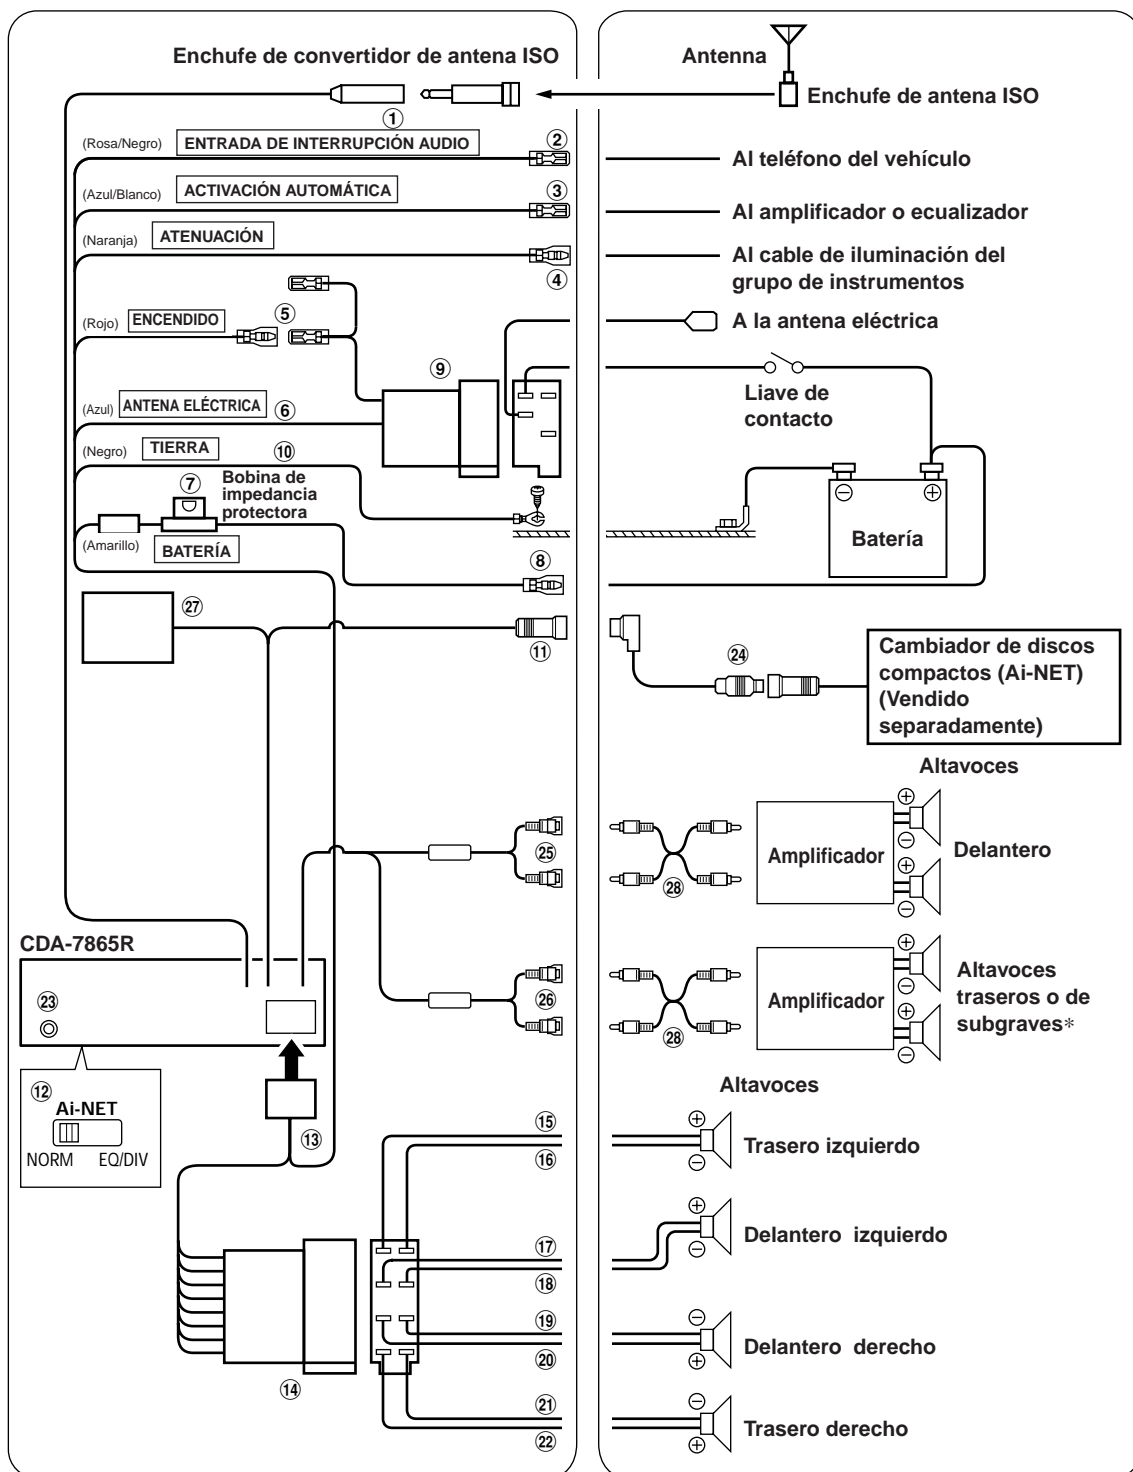 Enchufe de convertidor de antena ISO
Antenna
Enchufe de antena ISO
①
(Rosa/Negro) ENTRADA DE INTERRUPCIÓN AUDIO ②
Al teléfono del vehículo
(Azul/Blanco) ACTIVACIÓN AUTOMÁTICA ③
Al amplificador o ecualizador
(Naranja) ATENUACIÓN
④
Al cable de iluminación del
grupo de instrumentos
(Rojo) ENCENDIDO ⑤
A la antena eléctrica
⑨
Liave de
contacto
(Azul) ANTENA ELÉCTRICA ⑥
(Negro) TIERRA ⑩
⑦ Bobina de
impedancia
protectora
(Amarillo) BATERÍA
⑧
⊖ ⊕
Batería
㉗
⑪
㉔
Cambiador de discos
compactos (Ai-NET)
(Vendido
separadamente)
Altavoces
㉕
㉘
Amplificador
⊕
⊖
⊕
⊖
Delantero
CDA-7865R
㉓
㉖
㉘
Amplificador
⊕
⊖
⊕
⊖
Altavoces
traseros o de
subgraves*
⑫
Ai-NET
NORM EQ/DIV
⑬
Altavoces
⑮
⑯
⊕
⊖
Trasero izquierdo
⑰
⑱
⊕
⊖
Delantero izquierdo
⑲
⑳
⊖
⊕
Delantero derecho
⑭
㉑
㉒
⊖
⊕
Trasero derecho